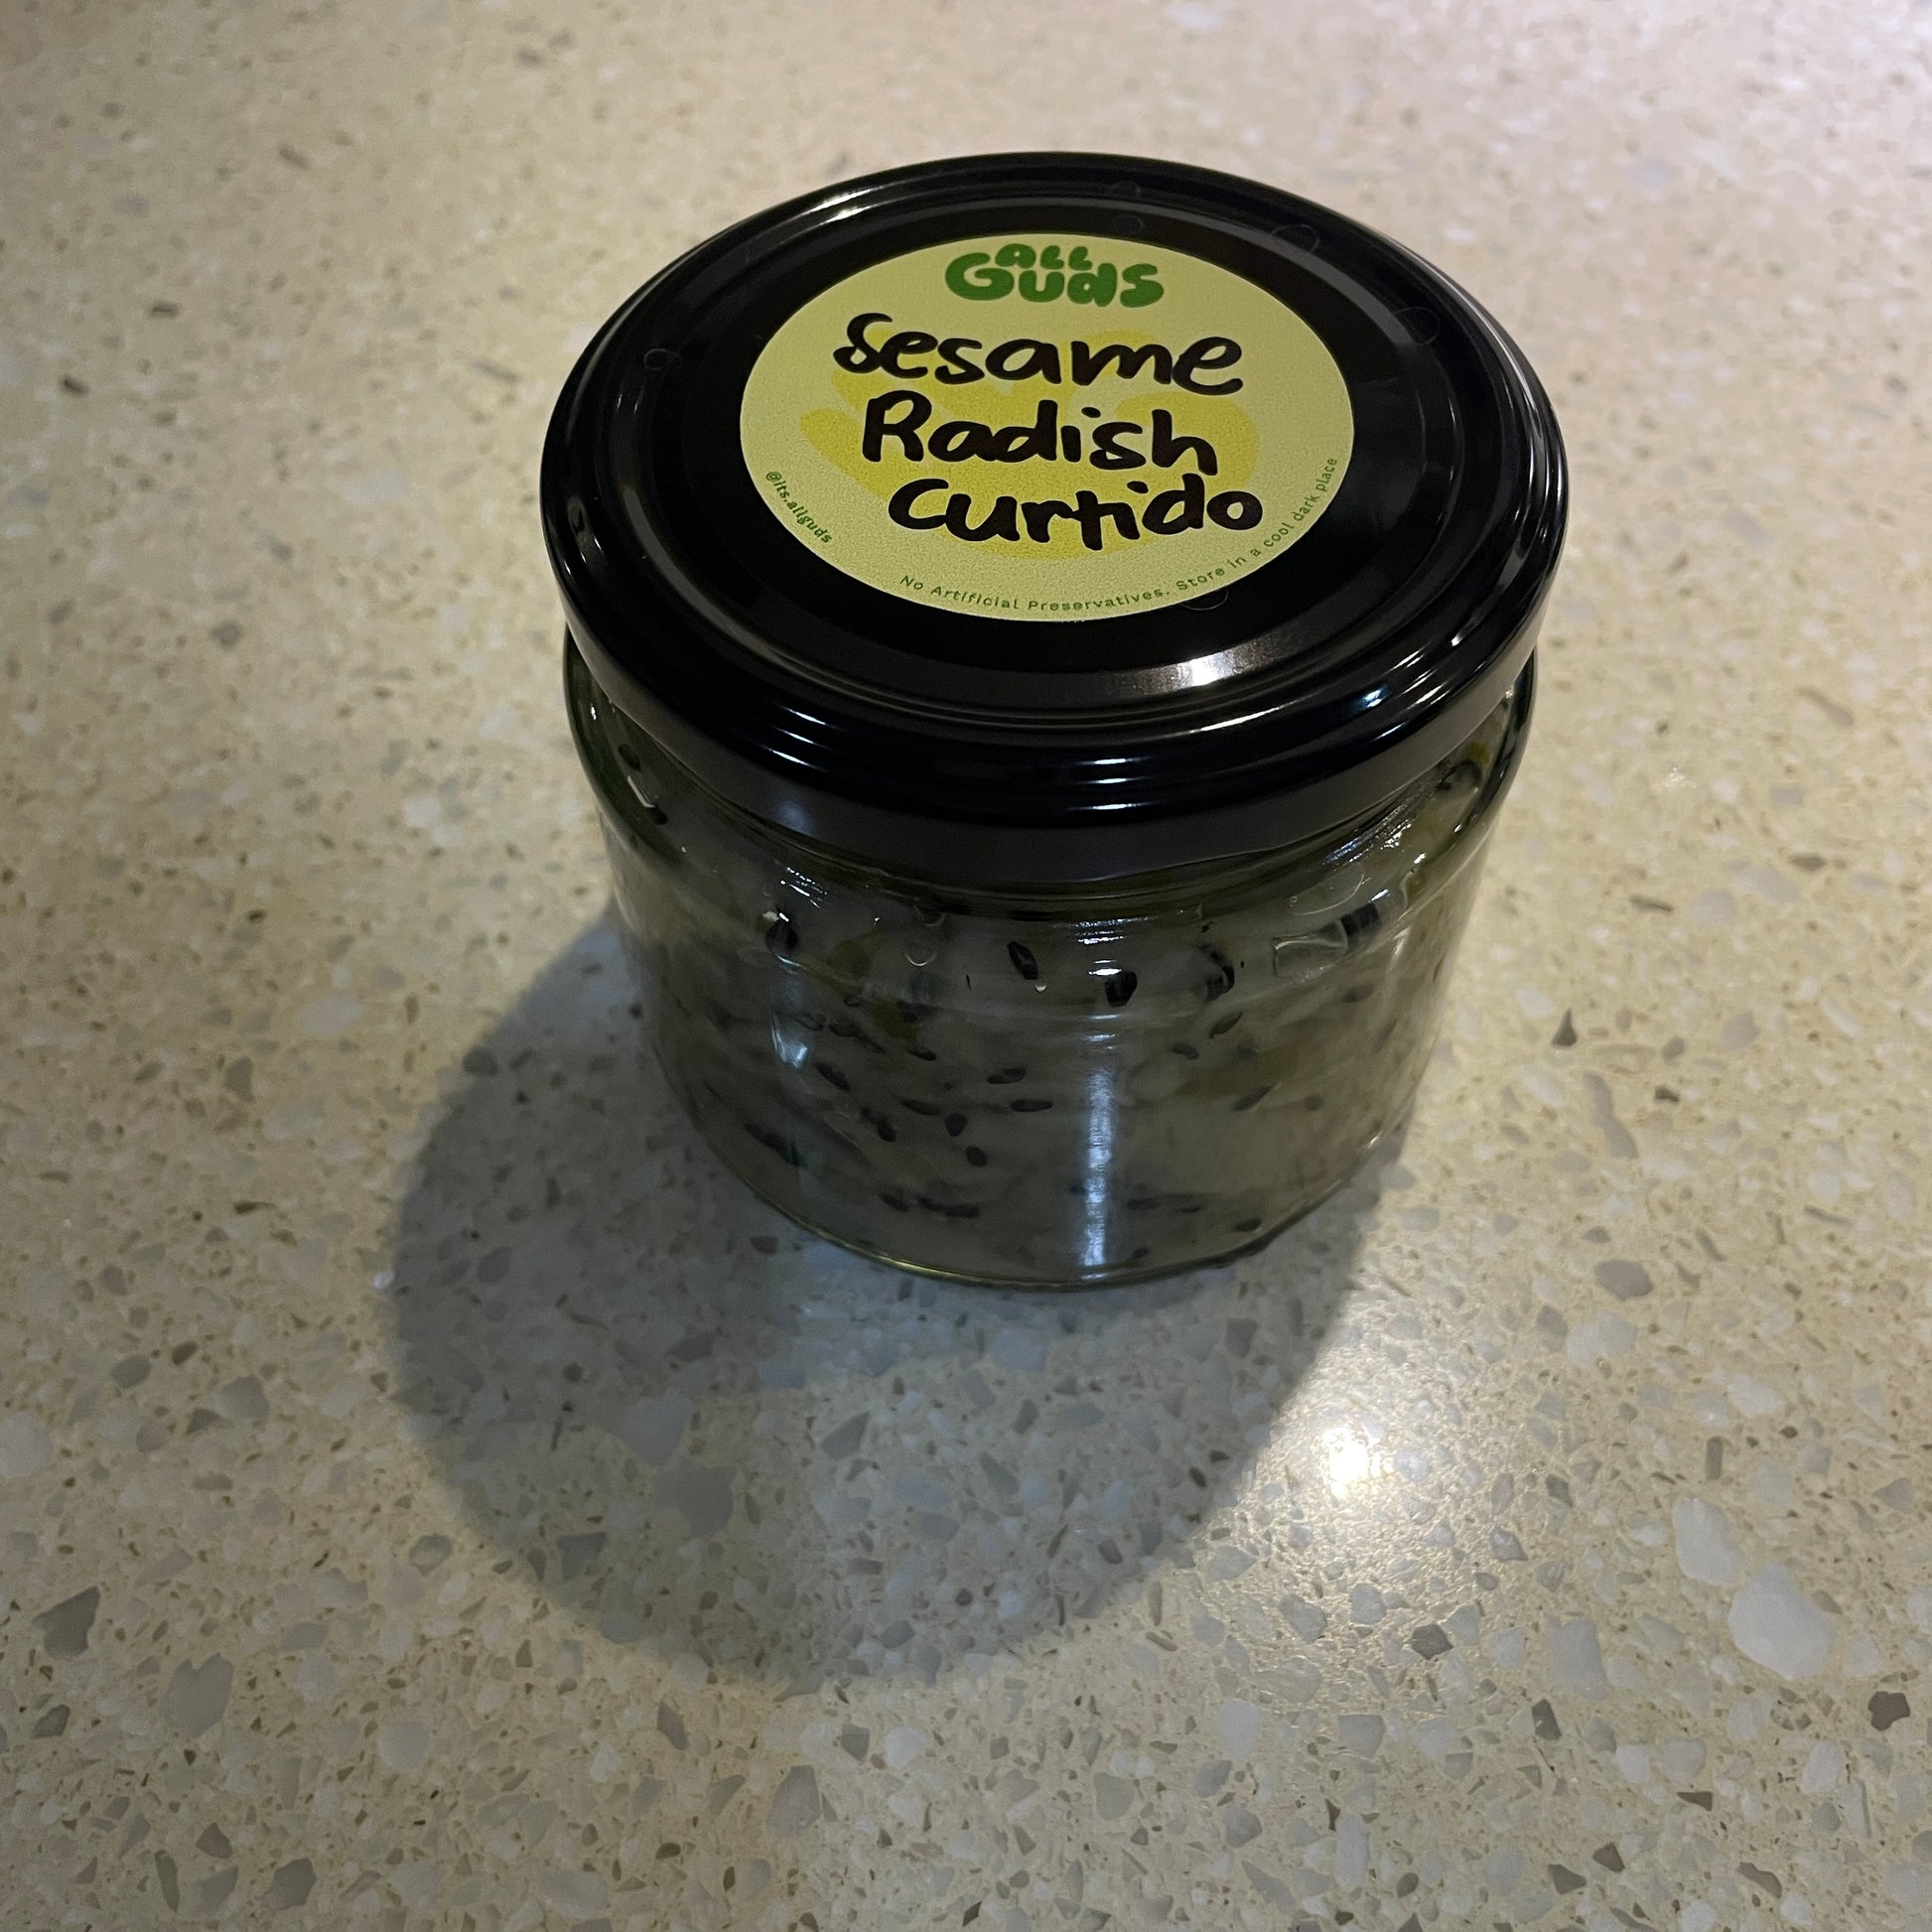 ALL
Guds
Sesame
Radish
Curtido
@its.allguds
No Artificial Preservatives. Store in a cool dark place